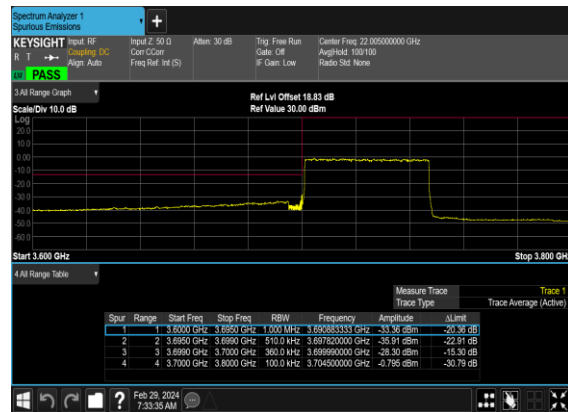 Spectrum Analyzer 1
Spurious Emissions
KEYSIGHT Input: RF Input Z: 50 Ω Atten: 30 dB Trig: Free Run Center Freq: 22.005000000 GHz
R T Coupling: DC Corr CCorr Gate: Off Avg|Hold: 100/100
Align: Auto Freq Ref: Int (S) IF Gain: Low Radio Std: None
PASS
3 All Range Graph
Ref Lvl Offset 18.83 dB
Scale/Div 10.0 dB Ref Value 30.00 dBm
Log
20.0
10.0
0.00
-10.0
-20.0
-30.0
-40.0
-50.0
-60.0
Start 3.600 GHz Stop 3.800 GH
4 All Range Table
Measure Trace Trace 1
Trace Type Trace Average (Active)
Spur Range Start Freq Stop Freq RBW Frequency Amplitude ΔLimit
1 1 3.6000 GHz 3.6950 GHz 1.000 MHz 3.690883333 GHz -33.36 dBm -20.36 dB
2 2 3.6950 GHz 3.6990 GHz 510.0 kHz 3.697820000 GHz -35.91 dBm -22.91 dB
3 3 3.6990 GHz 3.7000 GHz 360.0 kHz 3.699990000 GHz -28.30 dBm -15.30 dB
4 4 3.7000 GHz 3.8000 GHz 100.0 kHz 3.704500000 GHz -0.795 dBm -30.79 dB
Feb 29, 2024
7:33:35 AM